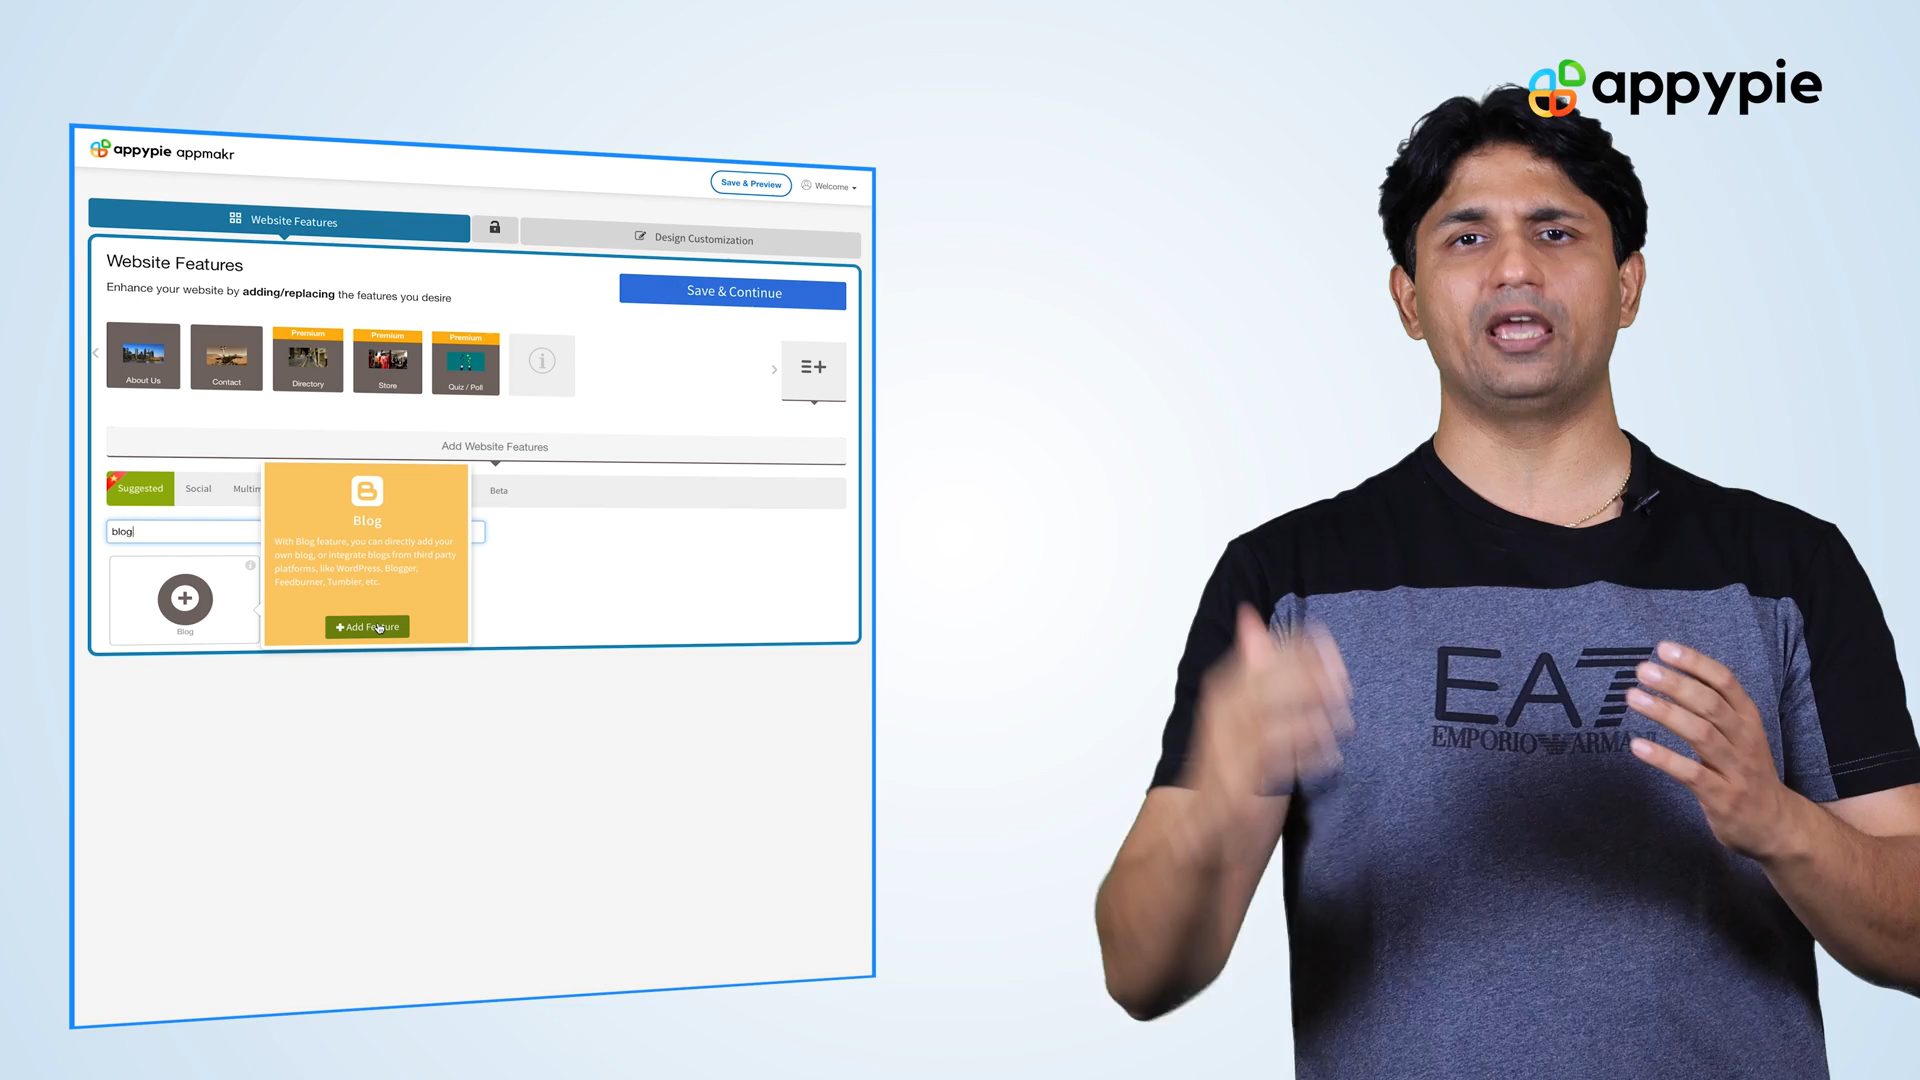 appypie
appypie appmakr
Save & Preview
Welcome
Website Features
Design Customization
Website Features
Enhance your website by adding/replacing the features you desire
Save & Continue
About Us
Contact
Premium
Directory
Premium
Store
Premium
Quiz / Poll
Add Website Features
Suggested
Social
Beta
blog
Blog
With Blog feature, you can directly add your
own blog, or integrate blogs from third party
platforms, like WordPress, Blogger,
Feedburner, Tumbler, etc.
Add Feature
Blog
EA7
EMPORIO ARMANI